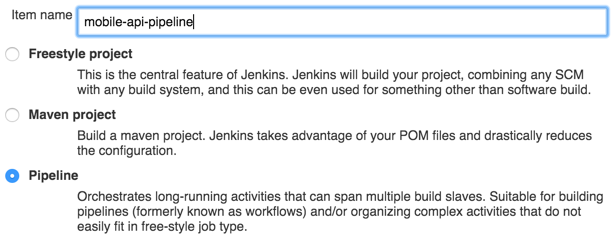 Item name mobile-api-pipeline
Freestyle project
This is the central feature of Jenkins. Jenkins will build your project, combining any SCM
with any build system, and this can be even used for something other than software build.
Maven project
Build a maven project. Jenkins takes advantage of your POM files and drastically reduces
the configuration.
Pipeline
Orchestrates long-running activities that can span multiple build slaves. Suitable for building
pipelines (formerly known as workflows) and/or organizing complex activities that do not
easily fit in free-style job type.